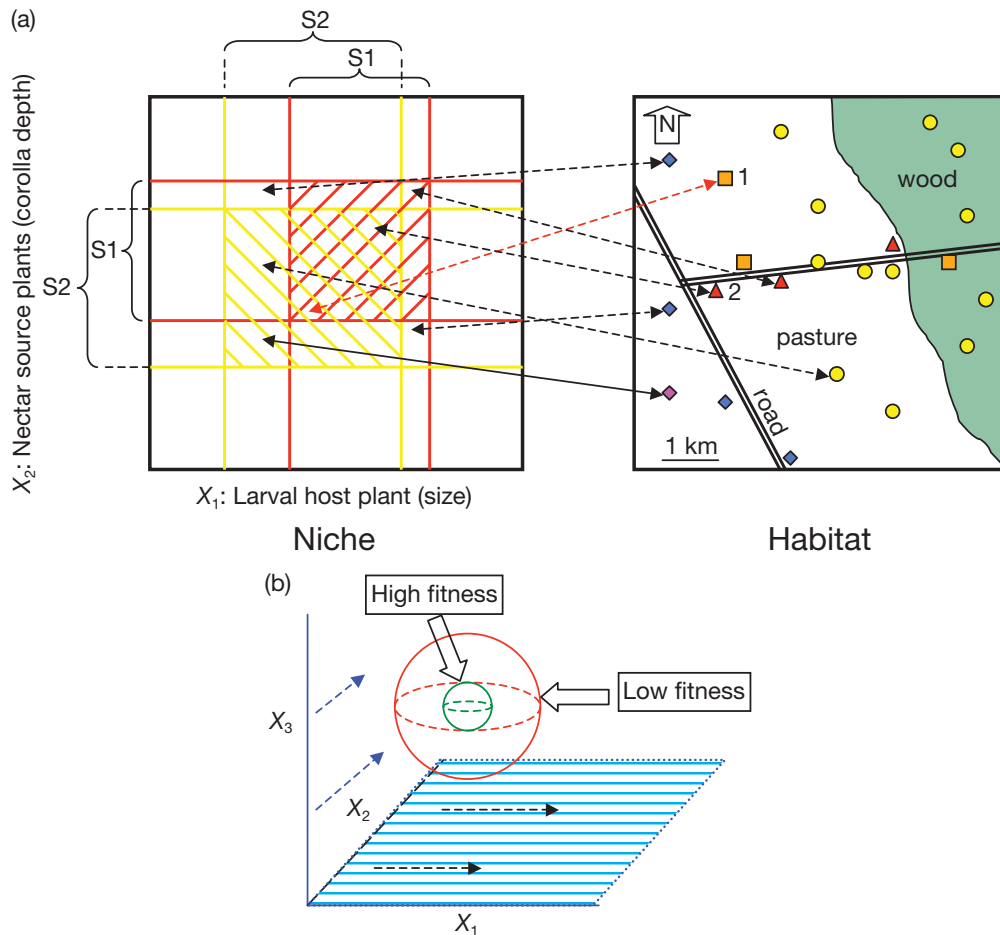 (a)
S2
S1
S1
S2
X₂: Nectar source plants (corolla depth)
X₁: Larval host plant (size)
Niche
N
1
wood
2
pasture
road
1 km
Habitat
(b)
High fitness
Low fitness
X₃
X₂
X₁